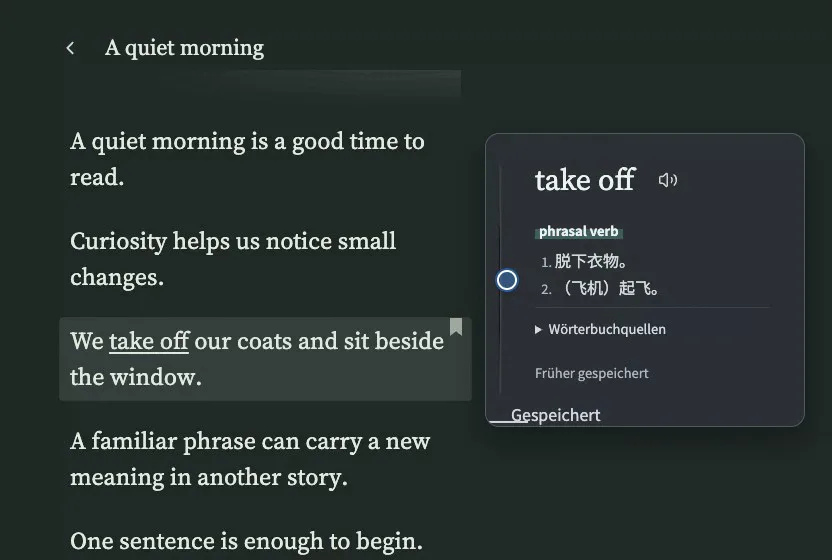 A quiet morning
A quiet morning is a good time to
read.
Curiosity helps us notice small
changes.
We take off our coats and sit beside
the window.
A familiar phrase can carry a new
meaning in another story.
One sentence is enough to begin.
take off
phrasal verb
1. 脱下衣物。
2. （飞机）起飞。
Wörterbuchquellen
Früher gespeichert
Gespeichert